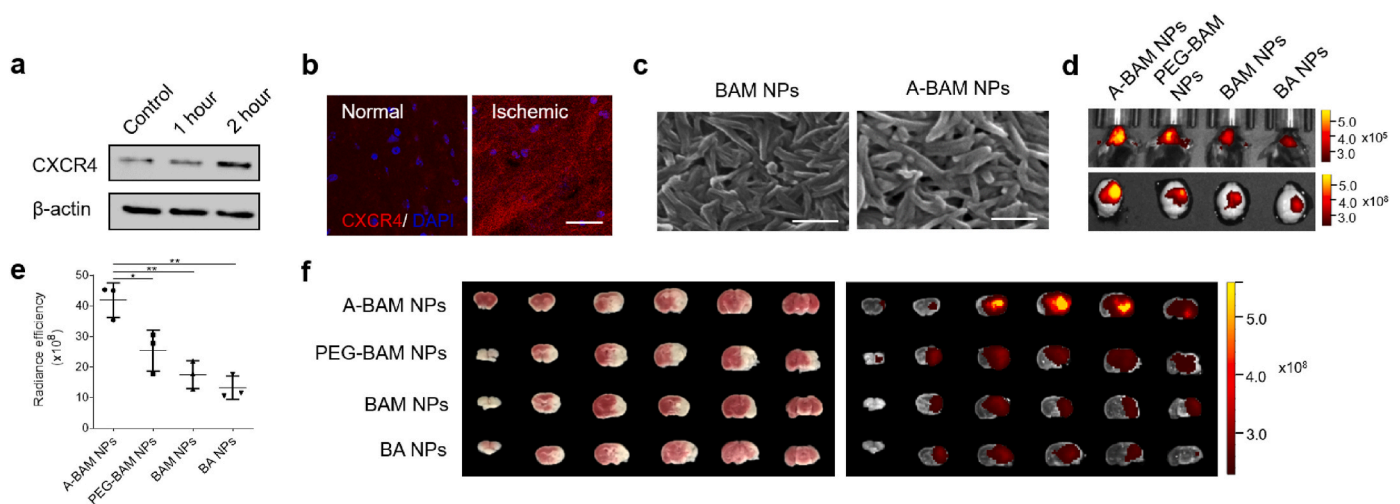 a
Control
1 hour
2 hour
CXCR4
β-actin
b
Normal
Ischemic
CXCR4/ DAPI
c
BAM NPs
A-BAM NPs
d
A-BAM NPs
PEG-BAM
NPs
BAM NPs
BA NPs
5.0
4.0
3.0
x10⁵
5.0
4.0
3.0
x10⁸
e
**
**
*
Radiance efficiency
(x10⁸)
50
40
30
20
10
0
A-BAM NPs
PEG-BAM NPs
BAM NPs
BA NPs
f
A-BAM NPs
PEG-BAM NPs
BAM NPs
BA NPs
5.0
4.0
3.0
x10⁸